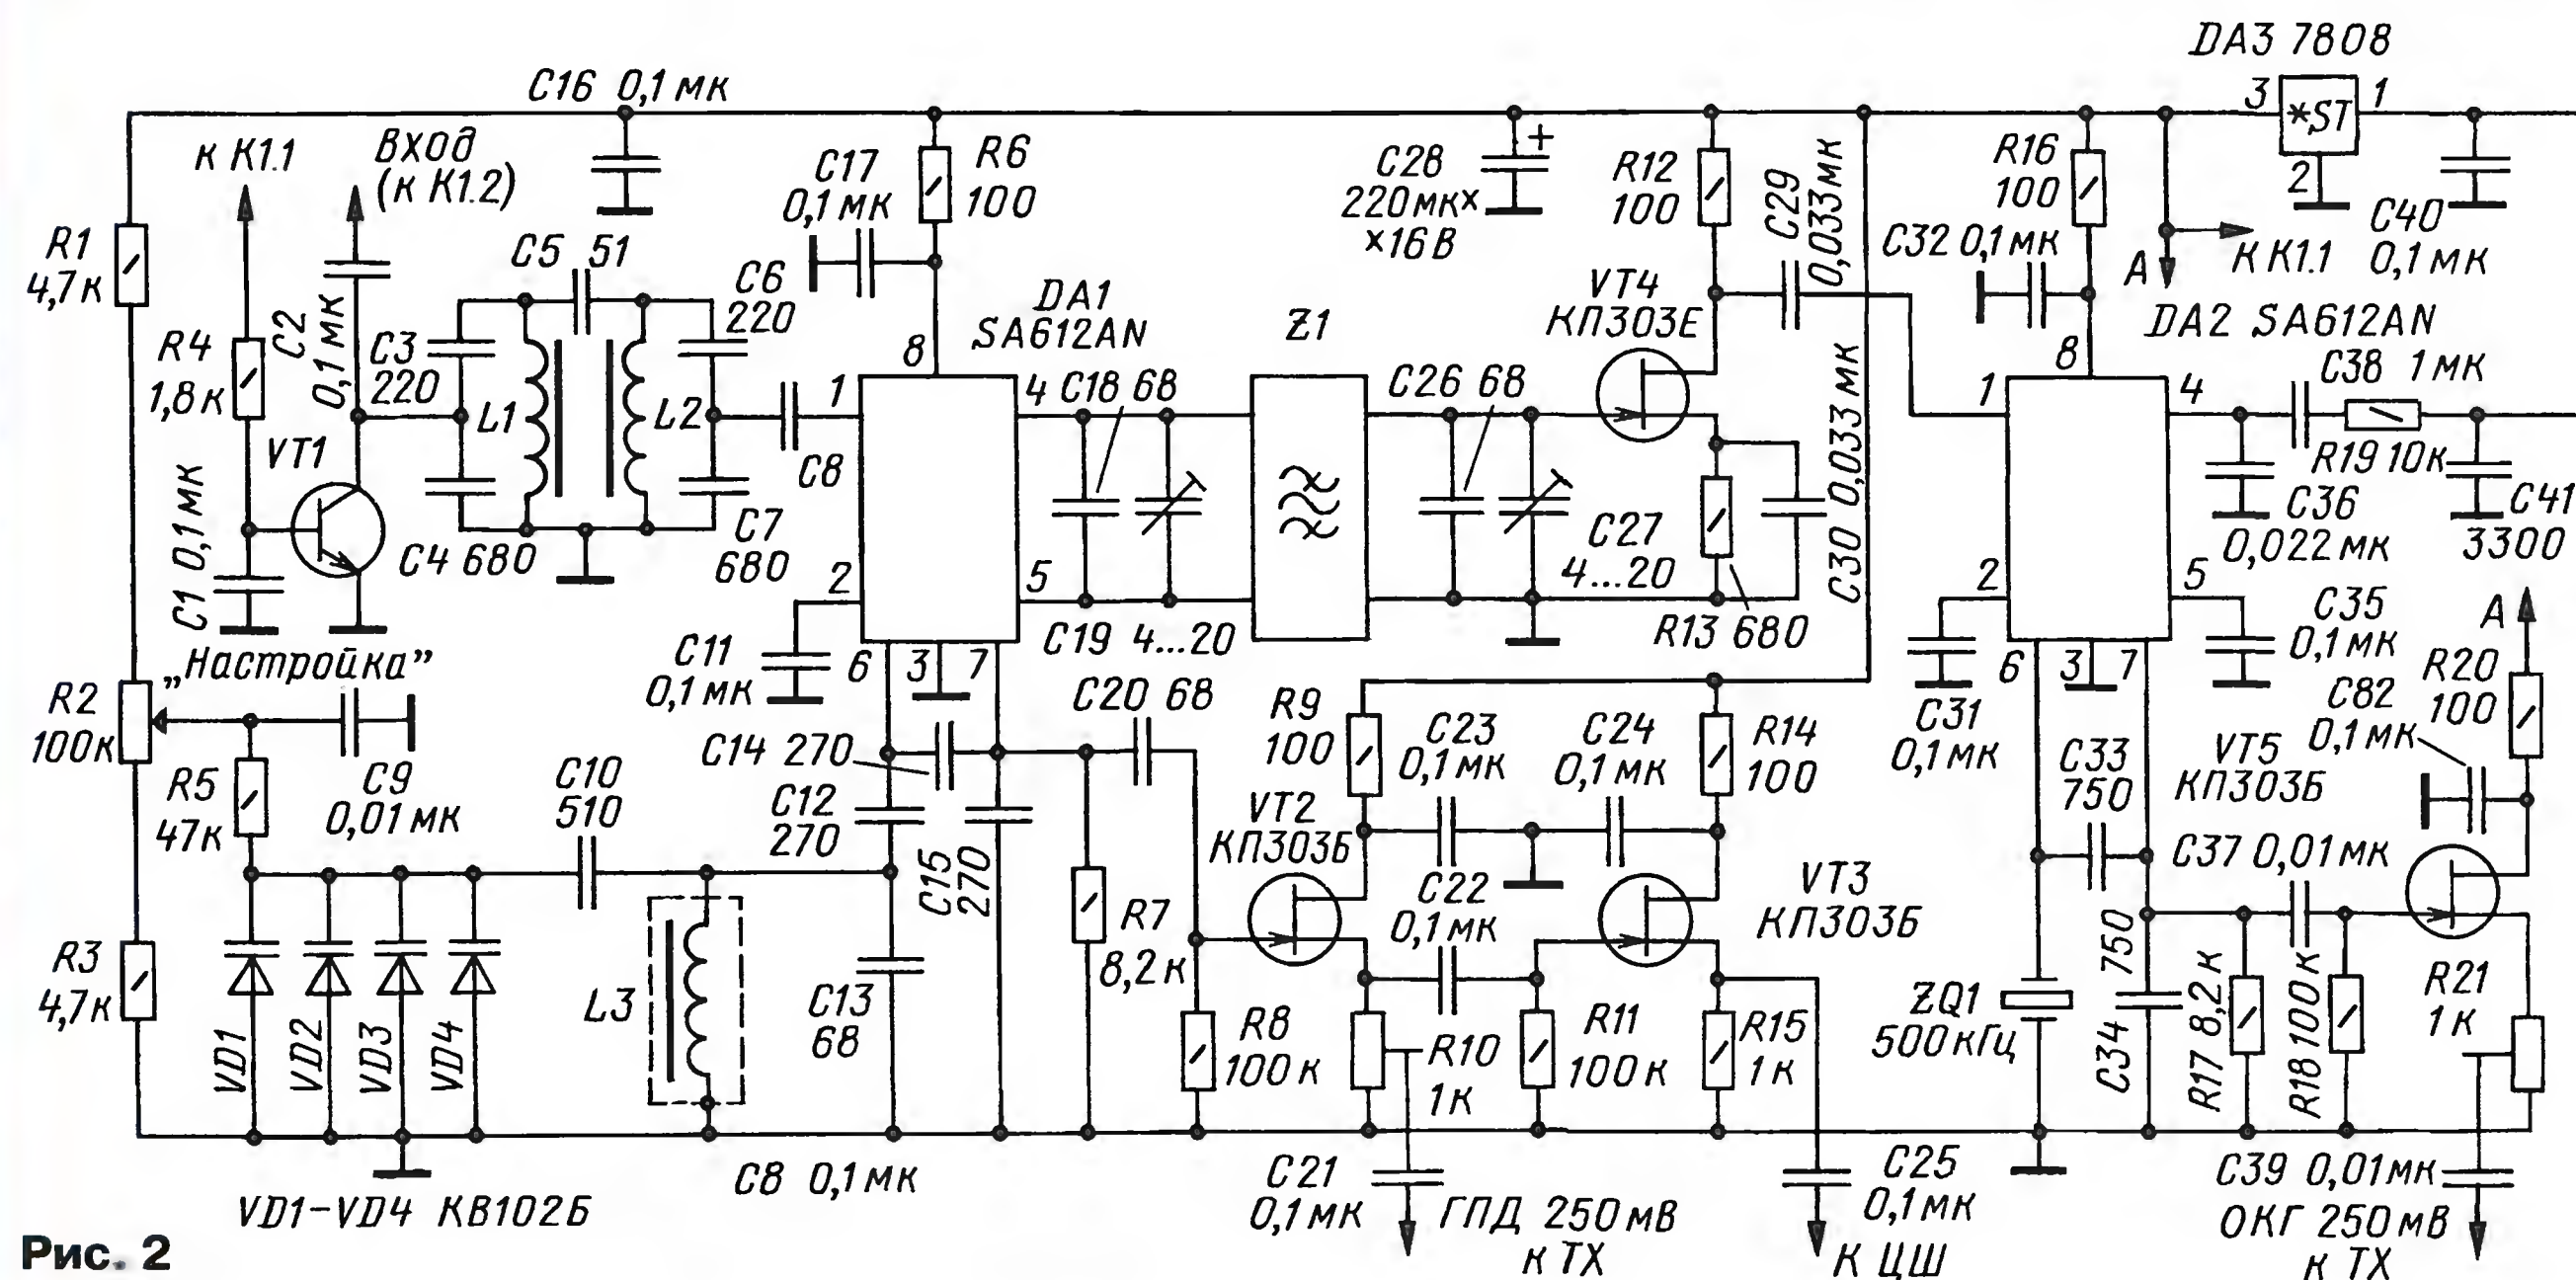 DA3 7808
C16 0,1 мк
3
1
*ST
2
к К1.1
Вход
(к К1.2)
C17
0,1 мк
R6
100
C28
220 мк×
×16 В
R12
100
C29
0,033 мк
R16
100
C32 0,1 мк
А
К К1.1
C40
0,1 мк
R1
4,7 к
C2
0,1 мк
C5 51
C6
220
R4
1,8 к
C3
220
L1
L2
8
DA1
SA612AN
Z1
VT4
КП303Е
8
DA2 SA612AN
1
C8
4
C18 68
C26 68
1
4
C38 1 мк
R19 10 к
VT1
C1 0,1 мк
C4 680
C7
680
C36
0,022 мк
C41
3300
2
5
C27
4...20
C30 0,033 мк
2
5
C35
0,1 мк
А
„Настройка”
C11
0,1 мк
6
3
7
C19 4...20
R13 680
6
3
7
R2
100 к
C9
0,01 мк
C14 270
C20 68
R9
100
C23
0,1 мк
C24
0,1 мк
R14
100
C31
0,1 мк
C33
750
VT5
КП303Б
C82
0,1 мк
R20
100
R5
47 к
C10
510
C12
270
C15
270
VT2
КП303Б
C22
0,1 мк
VT3
КП303Б
C37 0,01 мк
R3
4,7 к
VD1
VD2
VD3
VD4
L3
C13
68
R7
8,2 к
R8
100 к
R10
1 к
R11
100 к
R15
1 к
ZQ1
500 кГц
C34
750
R17 8,2 к
R18 100 к
R21
1 к
VD1-VD4 КВ102Б
C8 0,1 мк
C21
0,1 мк
ГПД 250 мВ
к ТХ
C25
0,1 мк
К ЦШ
C39 0,01 мк
ОКГ 250 мВ
к ТХ
Рис. 2